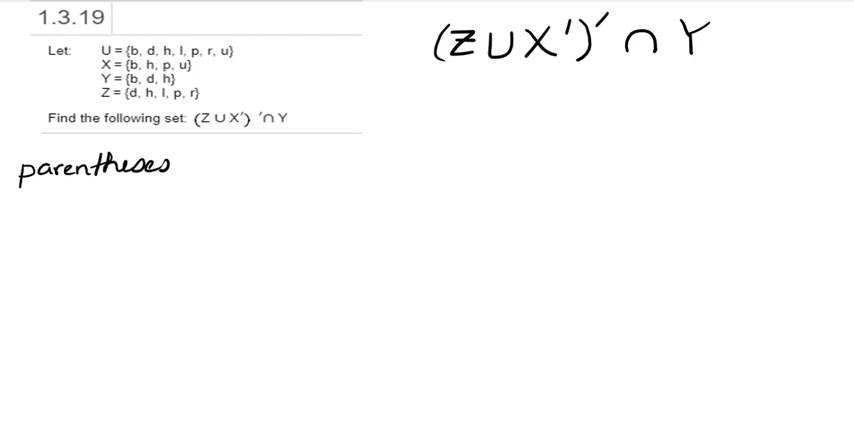 1.3.19
(Z ∪ X')' ∩ Y
Let: U = {b, d, h, l, p, r, u}
X = {b, h, p, u}
Y = {b, d, h}
Z = {d, h, l, p, r}
Find the following set: (Z ∪ X') '∩ Y
parentheses